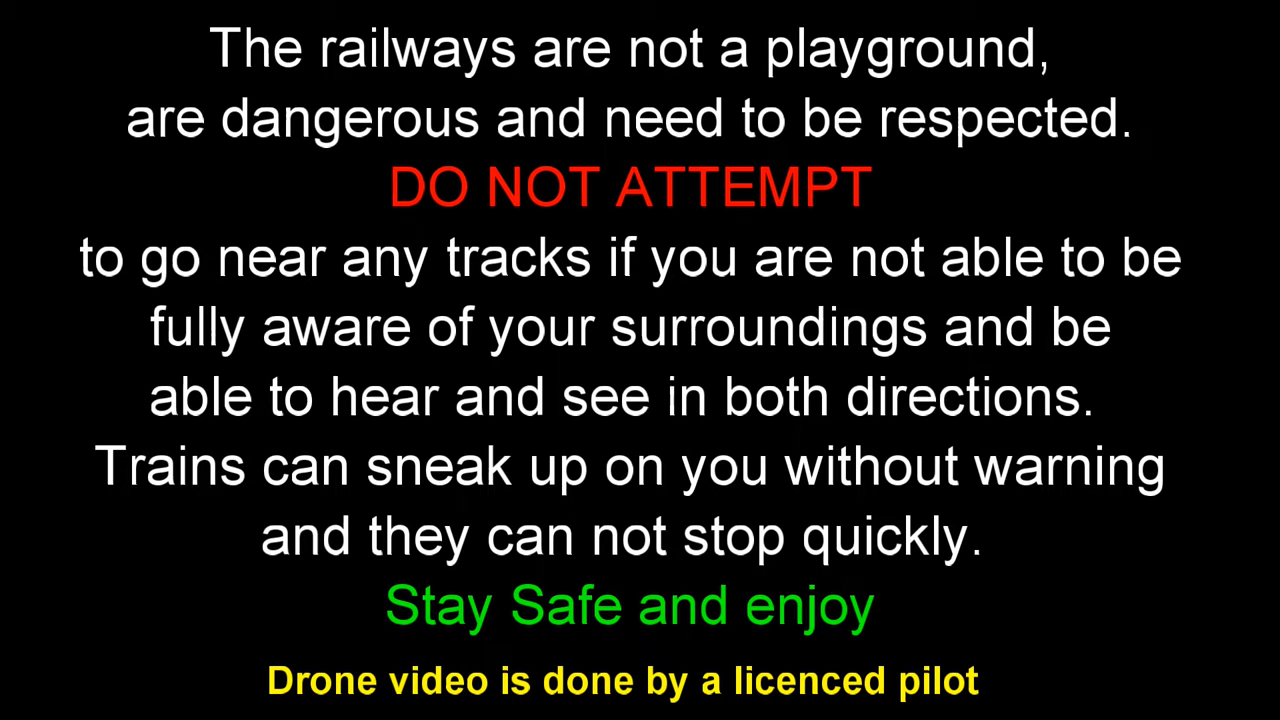 The railways are not a playground,
are dangerous and need to be respected.
DO NOT ATTEMPT
to go near any tracks if you are not able to be
fully aware of your surroundings and be
able to hear and see in both directions.
Trains can sneak up on you without warning
and they can not stop quickly.
Stay Safe and enjoy
Drone video is done by a licenced pilot